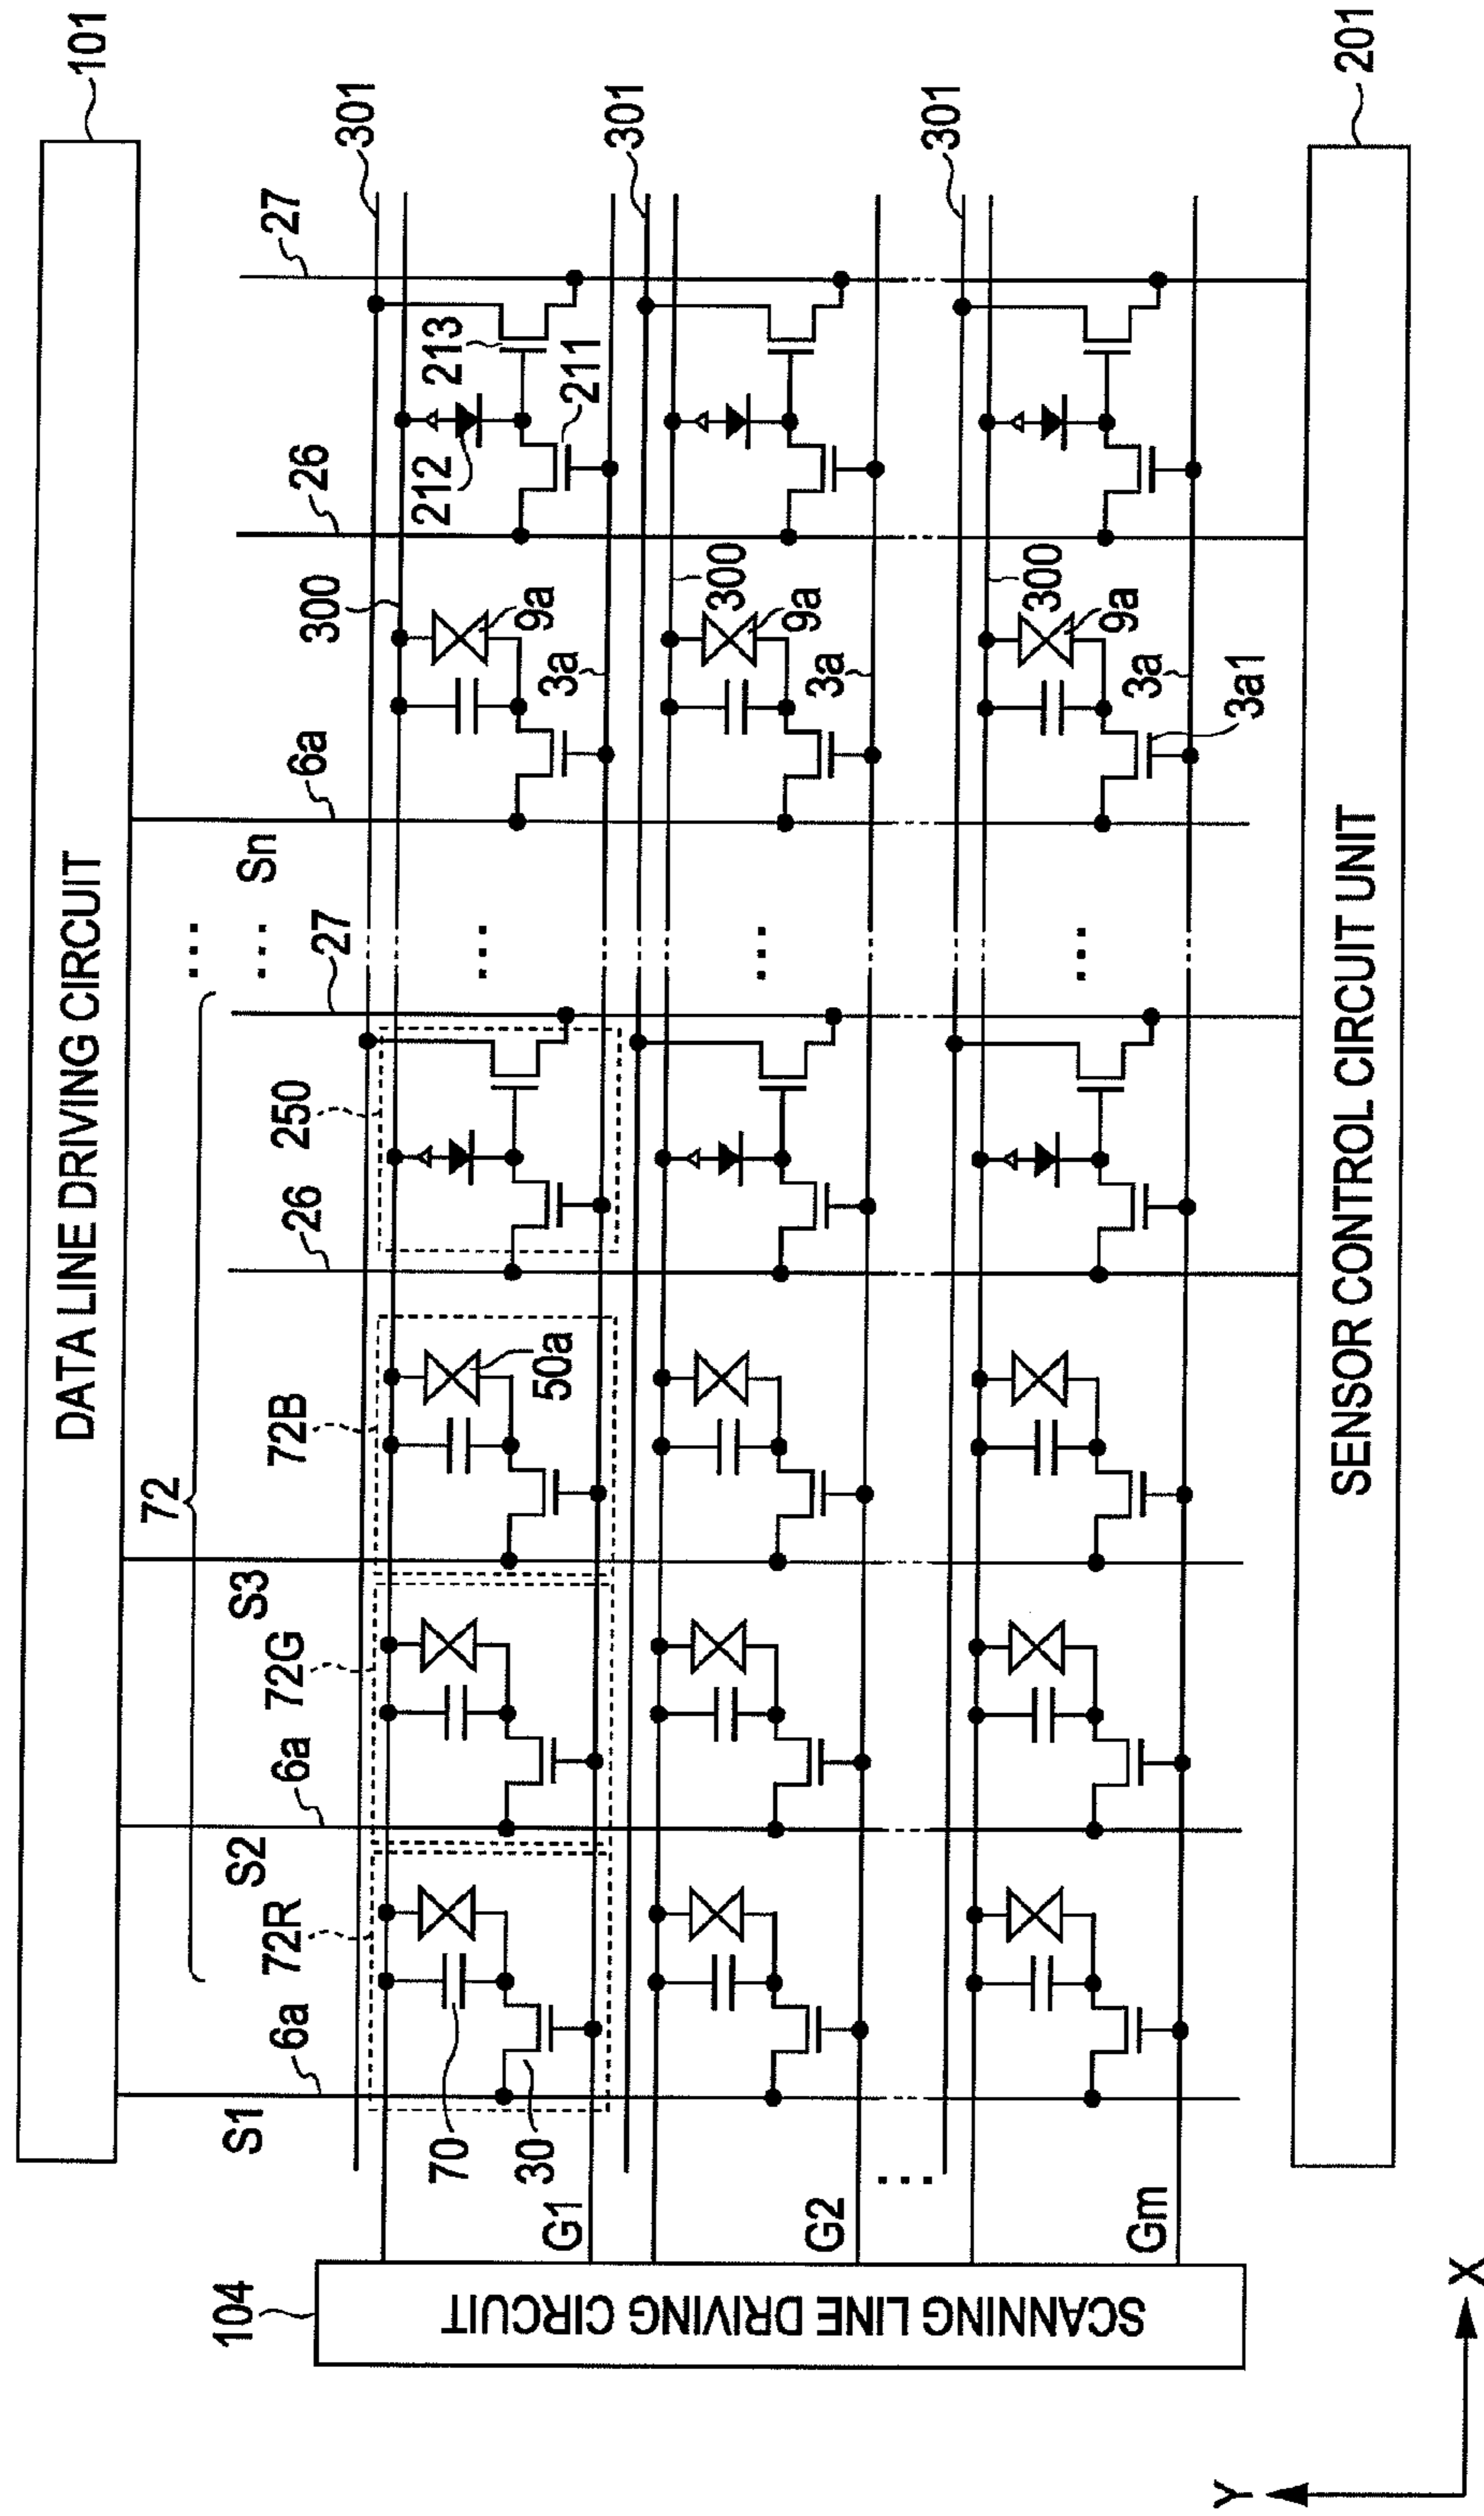 DATA LINE DRIVING CIRCUIT
101
72
...
S1
S2
S3
...
Sn
6a
72R
6a
72G
72B
26
250
27
6a
300
26
27
301
70
30
50a
...
9a
3a
212
213
211
G1
301
...
300
9a
3a
G2
...
301
...
300
9a
3a
3a1
Gm
104
SCANNING LINE DRIVING CIRCUIT
SENSOR CONTROL CIRCUIT UNIT
201
Y
X